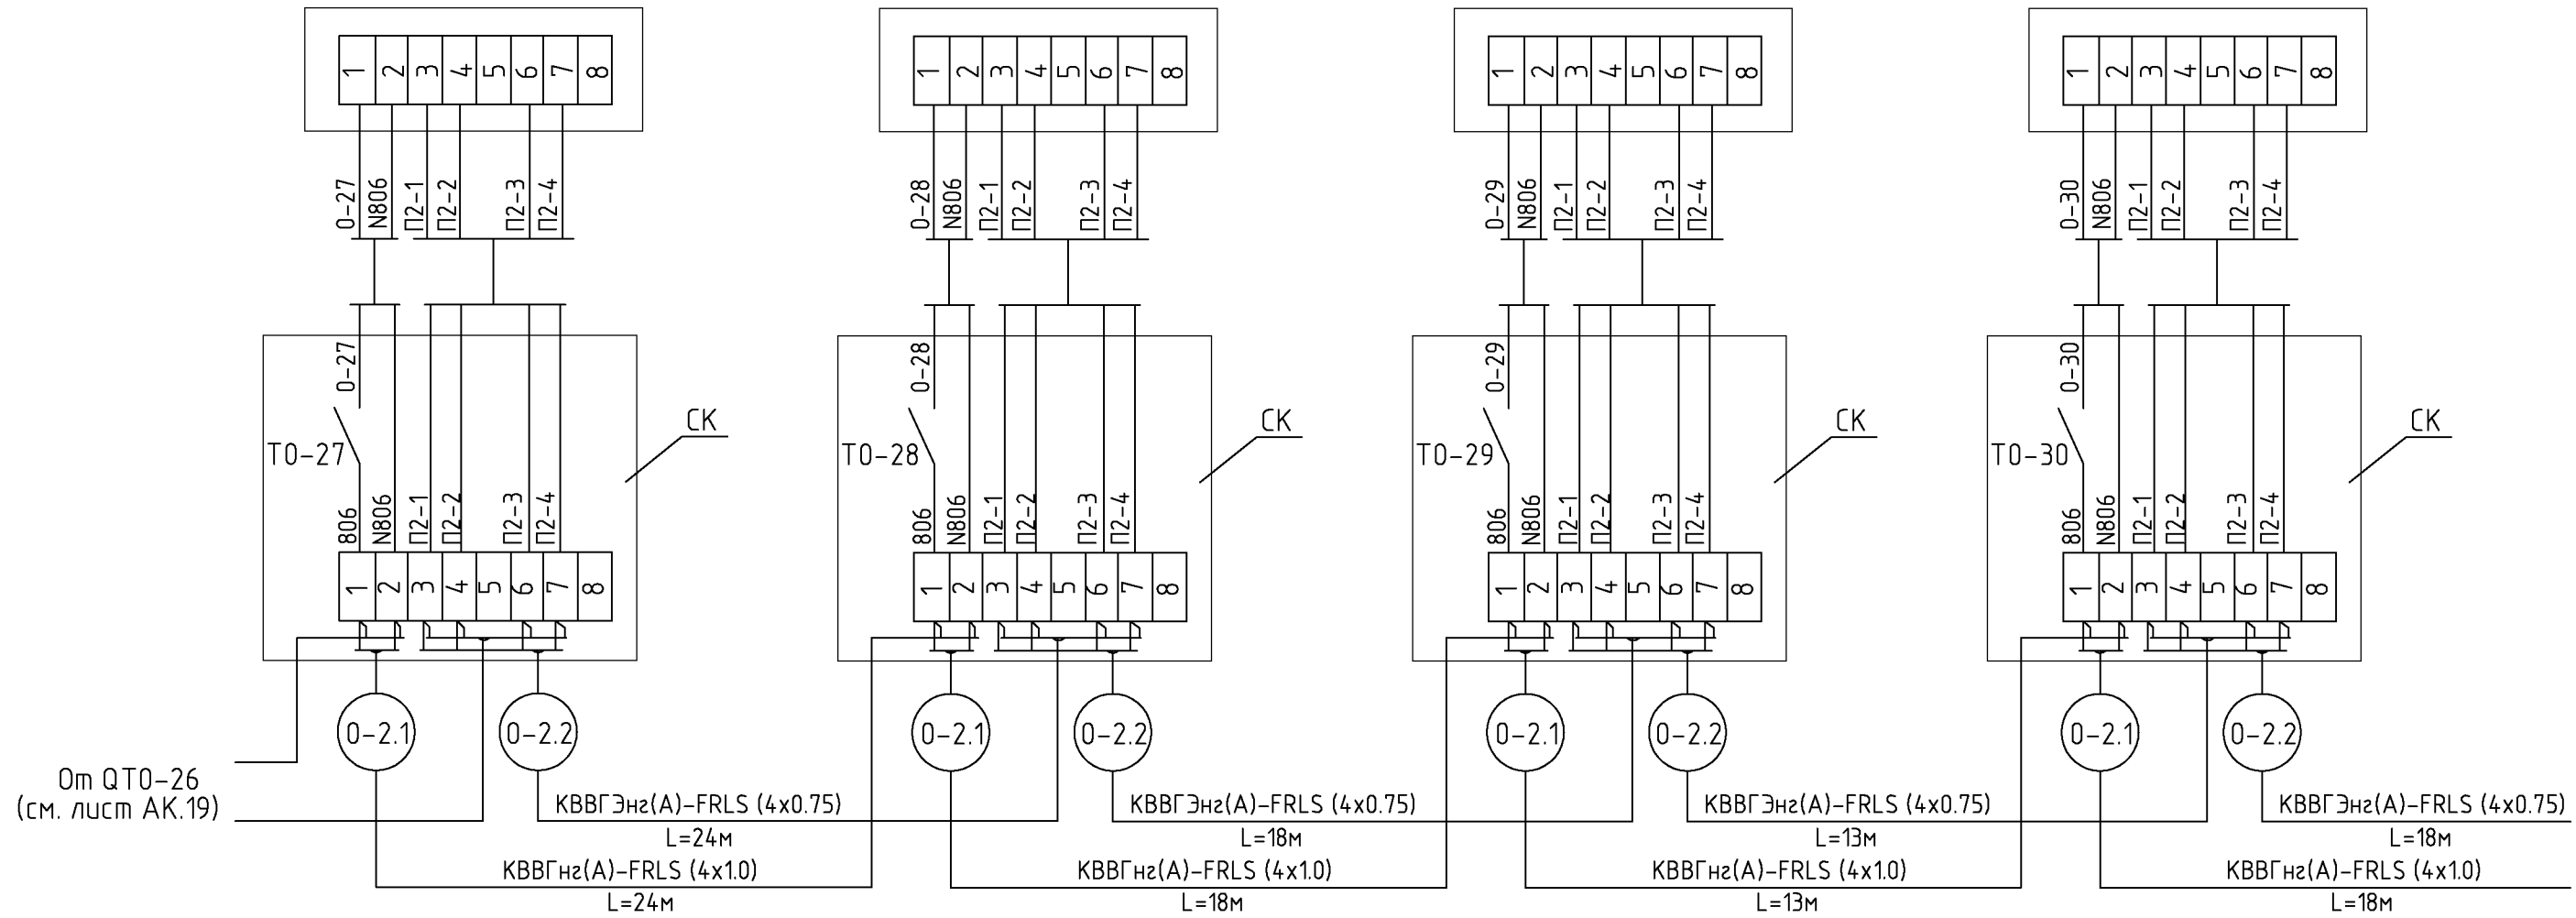 1 2 3 4 5 6 7 8
1 2 3 4 5 6 7 8
1 2 3 4 5 6 7 8
1 2 3 4 5 6 7 8
0-27 N806 П2-1 П2-2 П2-3 П2-4
0-28 N806 П2-1 П2-2 П2-3 П2-4
0-29 N806 П2-1 П2-2 П2-3 П2-4
0-30 N806 П2-1 П2-2 П2-3 П2-4
0-27
0-28
0-29
0-30
СК
СК
СК
СК
ТО-27
ТО-28
ТО-29
ТО-30
806 N806 П2-1 П2-2 П2-3 П2-4
806 N806 П2-1 П2-2 П2-3 П2-4
806 N806 П2-1 П2-2 П2-3 П2-4
806 N806 П2-1 П2-2 П2-3 П2-4
1 2 3 4 5 6 7 8
1 2 3 4 5 6 7 8
1 2 3 4 5 6 7 8
1 2 3 4 5 6 7 8
0-2.1
0-2.2
0-2.1
0-2.2
0-2.1
0-2.2
0-2.1
0-2.2
От QTO-26
(см. лист АК.19)
КВВГЭнг(А)-FRLS (4х0.75)
L=24м
КВВГЭнг(А)-FRLS (4х0.75)
L=18м
КВВГЭнг(А)-FRLS (4х0.75)
L=13м
КВВГЭнг(А)-FRLS (4х0.75)
L=18м
КВВГнг(А)-FRLS (4х1.0)
L=24м
КВВГнг(А)-FRLS (4х1.0)
L=18м
КВВГнг(А)-FRLS (4х1.0)
L=13м
КВВГнг(А)-FRLS (4х1.0)
L=18м